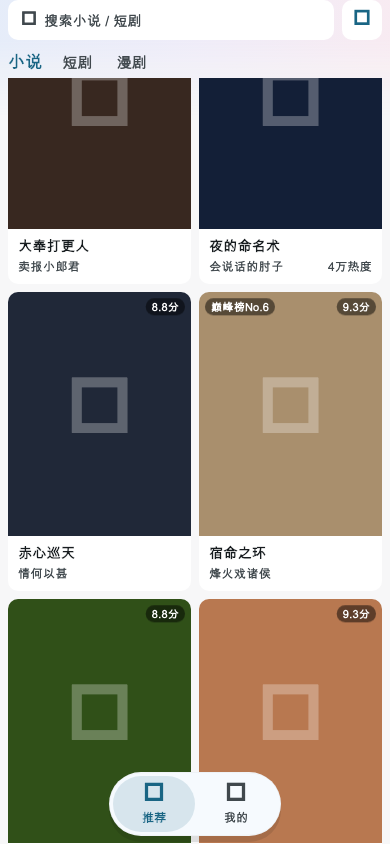 搜索小说 / 短剧
小说 短剧 漫剧
大奉打更人
卖报小郎君
夜的命名术
会说话的肘子 4万热度
8.8分
赤心巡天
情何以甚
巅峰榜No.6 9.3分
宿命之环
烽火戏诸侯
8.8分
9.3分
推荐 我的